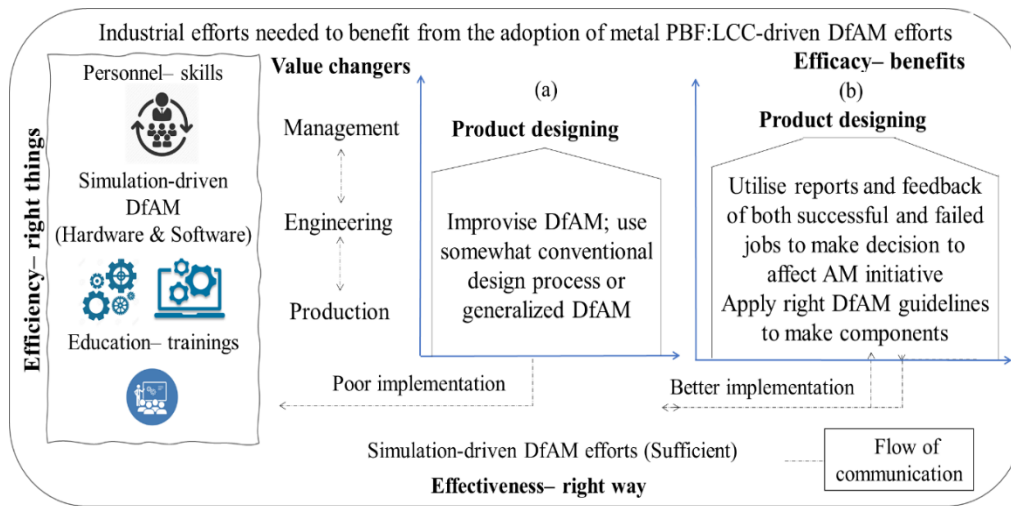 Industrial efforts needed to benefit from the adoption of metal PBF:LCC-driven DfAM efforts
Efficiency– right things
Personnel– skills
Simulation-driven
DfAM
(Hardware & Software)
Education– trainings
Value changers
Management
Engineering
Production
(a)
Product designing
Improvise DfAM; use
somewhat conventional
design process or
generalized DfAM
Efficacy– benefits
(b)
Product designing
Utilise reports and feedback
of both successful and failed
jobs to make decision to
affect AM initiative
Apply right DfAM guidelines
to make components
Poor implementation
Better implementation
Simulation-driven DfAM efforts (Sufficient)
Effectiveness– right way
Flow of
communication